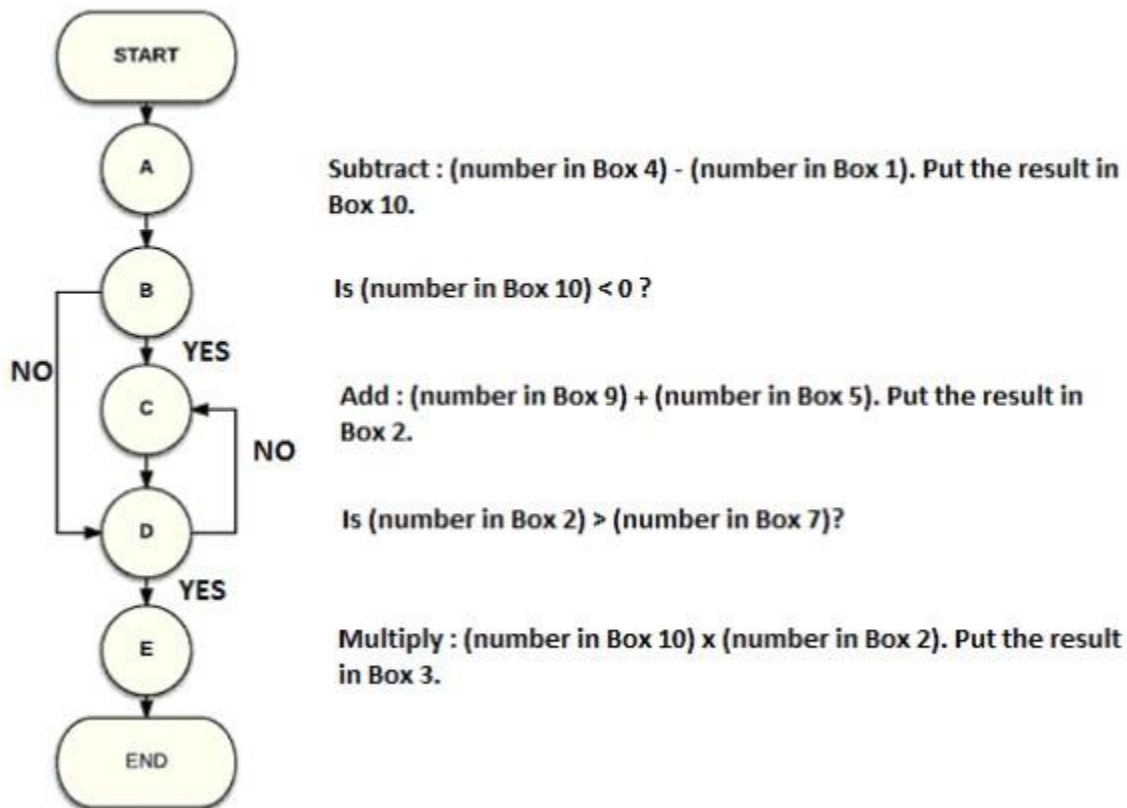 START
A
Subtract : (number in Box 4) - (number in Box 1). Put the result in
Box 10.
B
Is (number in Box 10) < 0 ?
NO
YES
C
Add : (number in Box 9) + (number in Box 5). Put the result in
Box 2.
NO
D
Is (number in Box 2) > (number in Box 7)?
YES
E
Multiply : (number in Box 10) x (number in Box 2). Put the result
in Box 3.
END